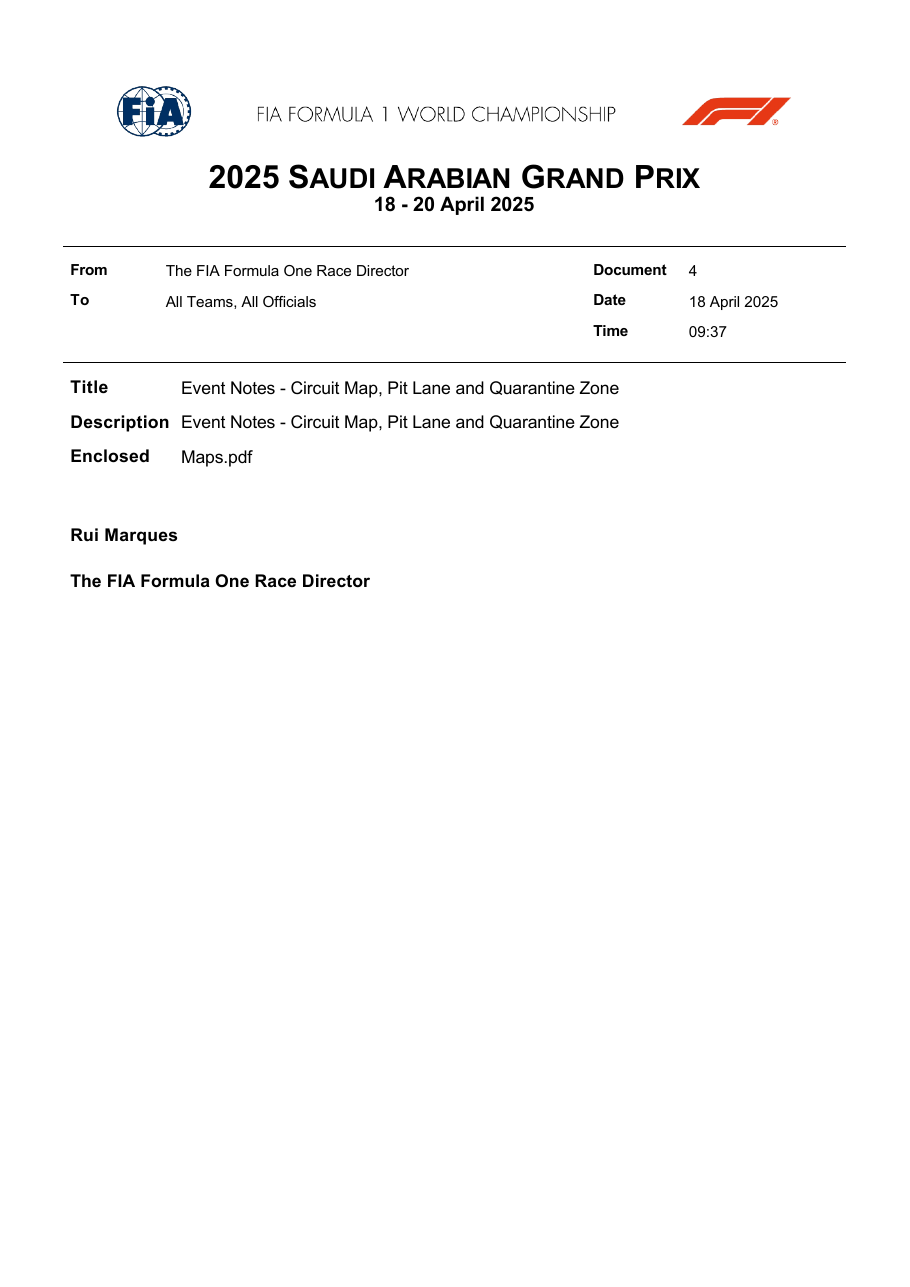 FiA
FIA FORMULA 1 WORLD CHAMPIONSHIP
F1®
2025 SAUDI ARABIAN GRAND PRIX
18 - 20 April 2025
From The FIA Formula One Race Director Document 4
To All Teams, All Officials Date 18 April 2025
Time 09:37
Title Event Notes - Circuit Map, Pit Lane and Quarantine Zone
Description Event Notes - Circuit Map, Pit Lane and Quarantine Zone
Enclosed Maps.pdf
Rui Marques
The FIA Formula One Race Director